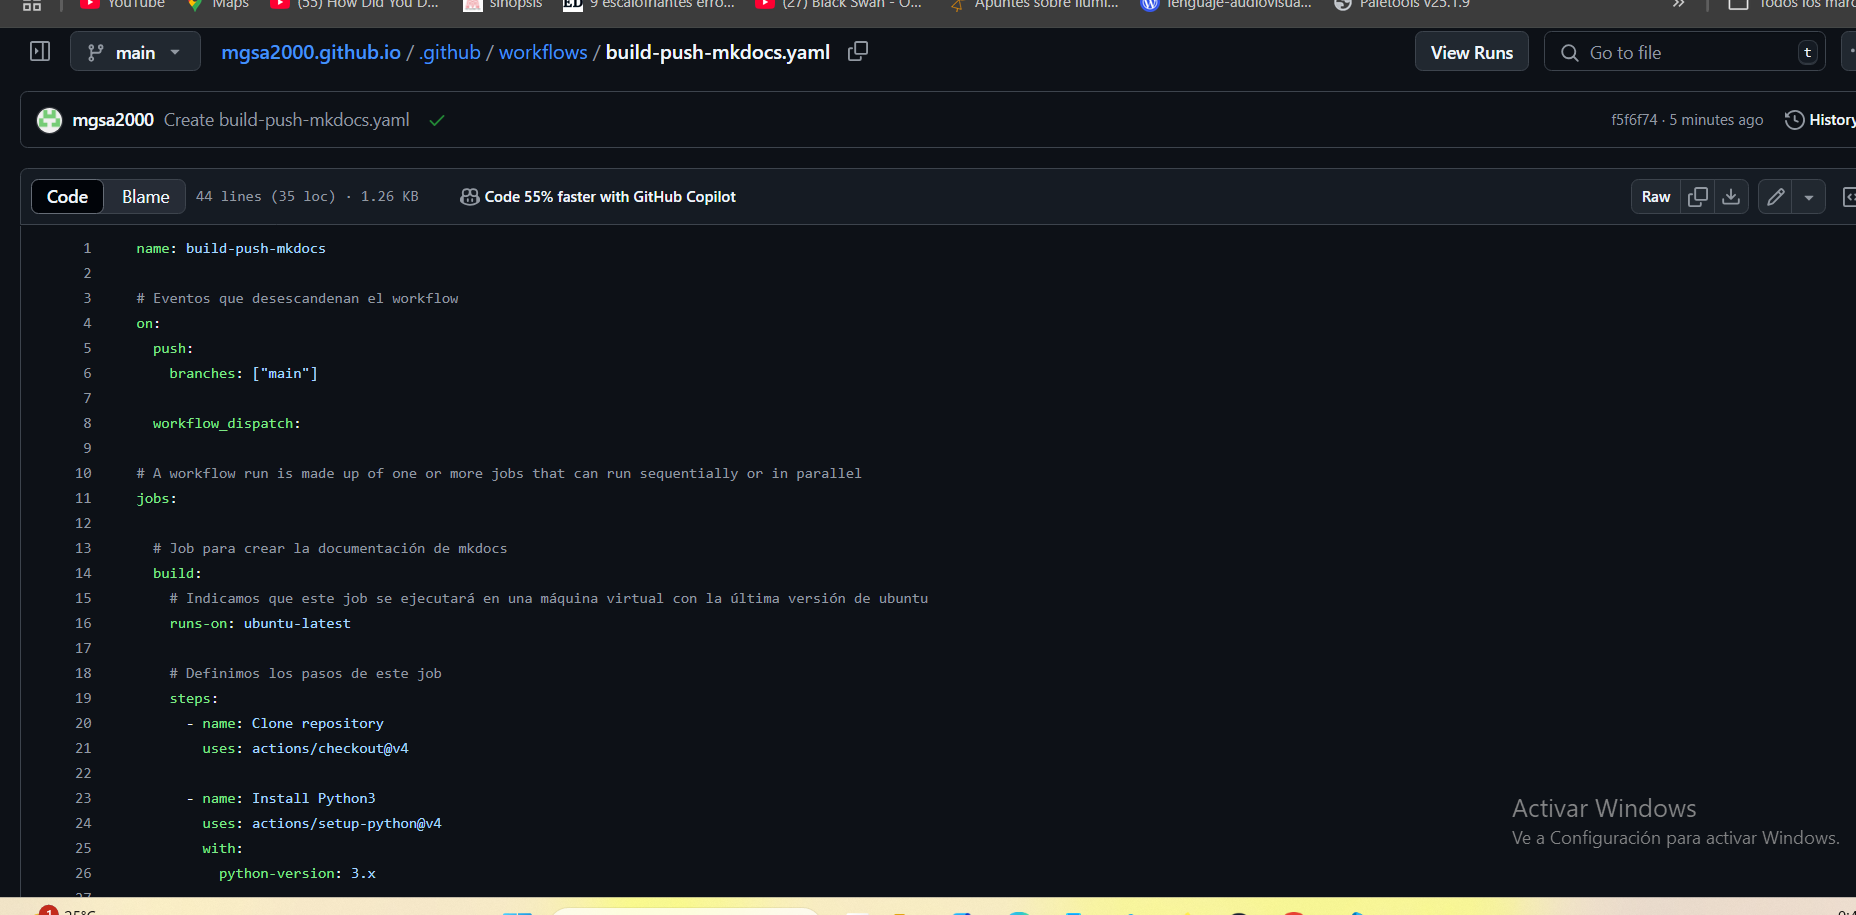 YouTube Maps (55) How Did You D... sinopsis ED 9 escalofriantes erro... (27) Black Swan - O... Apuntes sobre ilumi... lenguaje-audiovisua... Paletools v25.1.9 » Todos los marc
main mgsa2000.github.io / .github / workflows / build-push-mkdocs.yaml View Runs Go to file t
mgsa2000 Create build-push-mkdocs.yaml f5f6f74 · 5 minutes ago History
Code Blame 44 lines (35 loc) · 1.26 KB Code 55% faster with GitHub Copilot Raw
1 name: build-push-mkdocs
2
3 # Eventos que desescandenan el workflow
4 on:
5 push:
6 branches: ["main"]
7
8 workflow_dispatch:
9
10 # A workflow run is made up of one or more jobs that can run sequentially or in parallel
11 jobs:
12
13 # Job para crear la documentación de mkdocs
14 build:
15 # Indicamos que este job se ejecutará en una máquina virtual con la última versión de ubuntu
16 runs-on: ubuntu-latest
17
18 # Definimos los pasos de este job
19 steps:
20 - name: Clone repository
21 uses: actions/checkout@v4
22
23 - name: Install Python3
24 uses: actions/setup-python@v4
25 with:
26 python-version: 3.x
27
Activar Windows
Ve a Configuración para activar Windows.
1 25°C